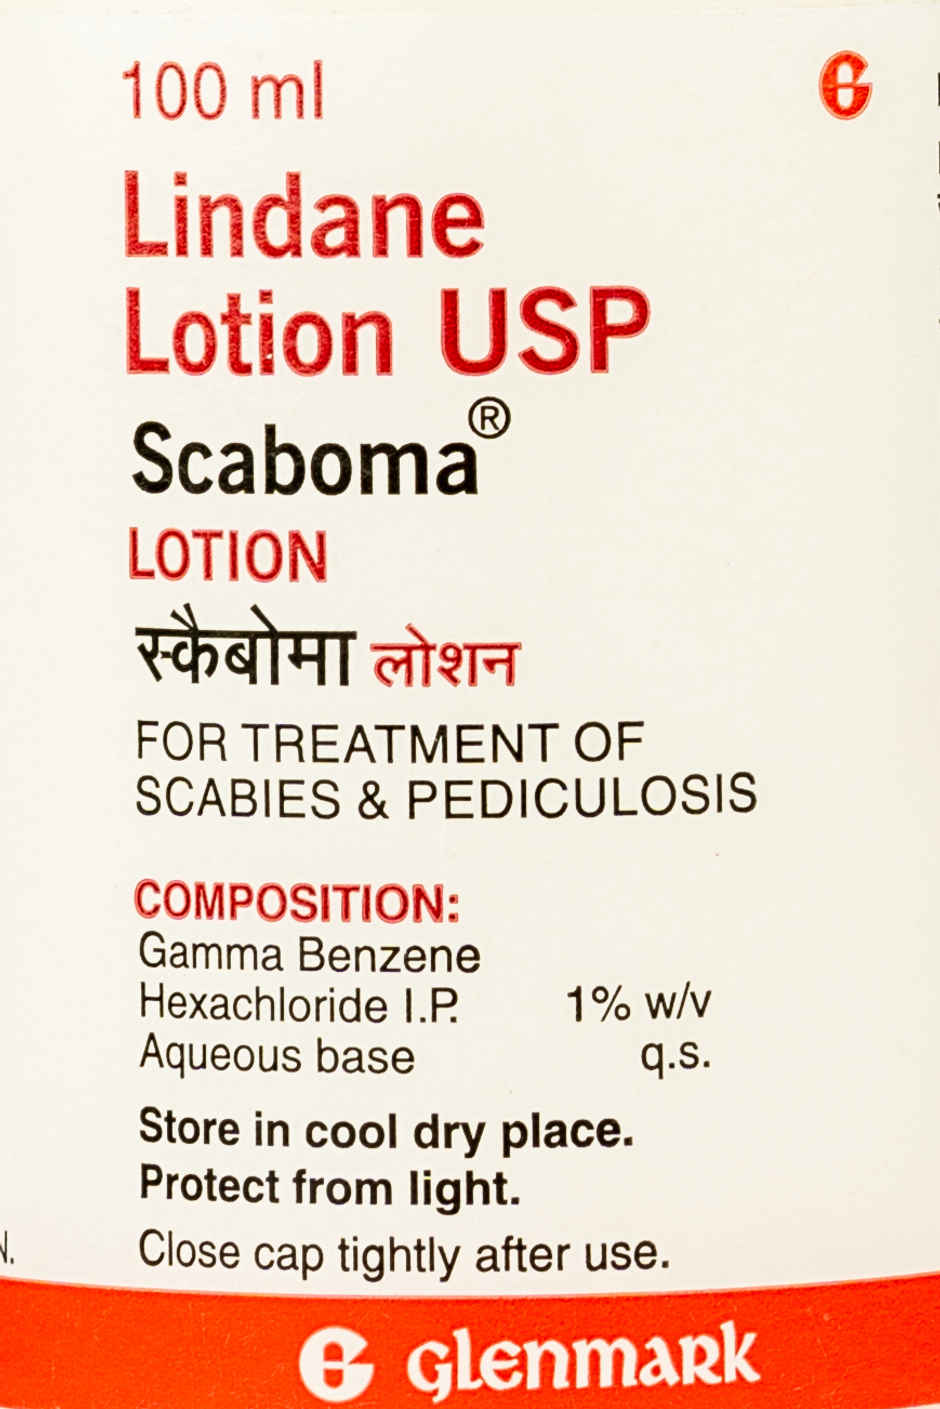 100 ml
Lindane
Lotion USP
Scaboma®
LOTION
स्कैबोमा लोशन
FOR TREATMENT OF
SCABIES & PEDICULOSIS
COMPOSITION:
Gamma Benzene
Hexachloride I.P. 1% w/v
Aqueous base q.s.
Store in cool dry place.
Protect from light.
Close cap tightly after use.
glenmark